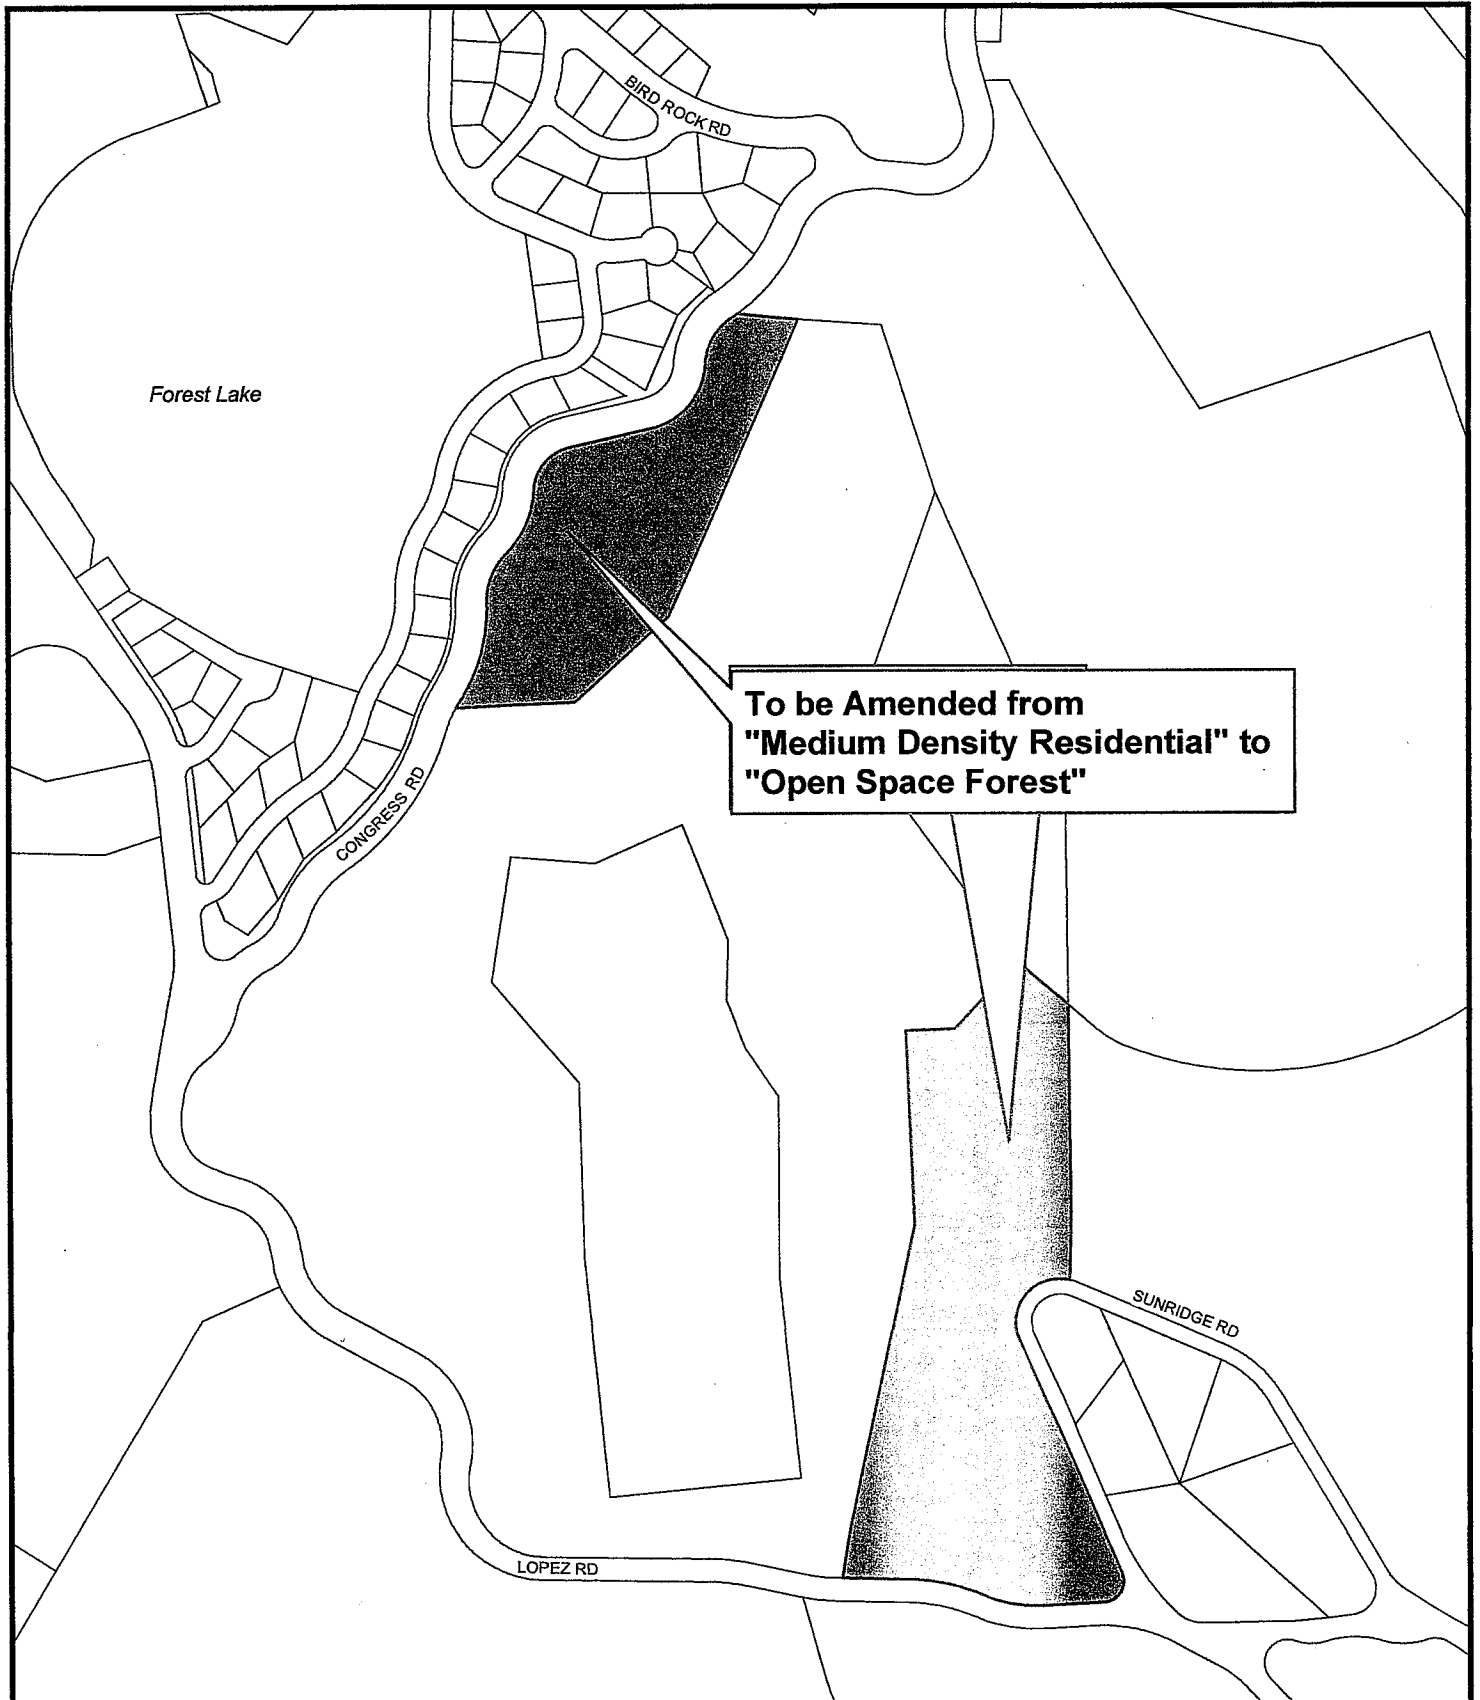 BIRD ROCK RD
Forest Lake
To be Amended from
"Medium Density Residential" to
"Open Space Forest"
CONGRESS RD
SUNRIDGE RD
LOPEZ RD